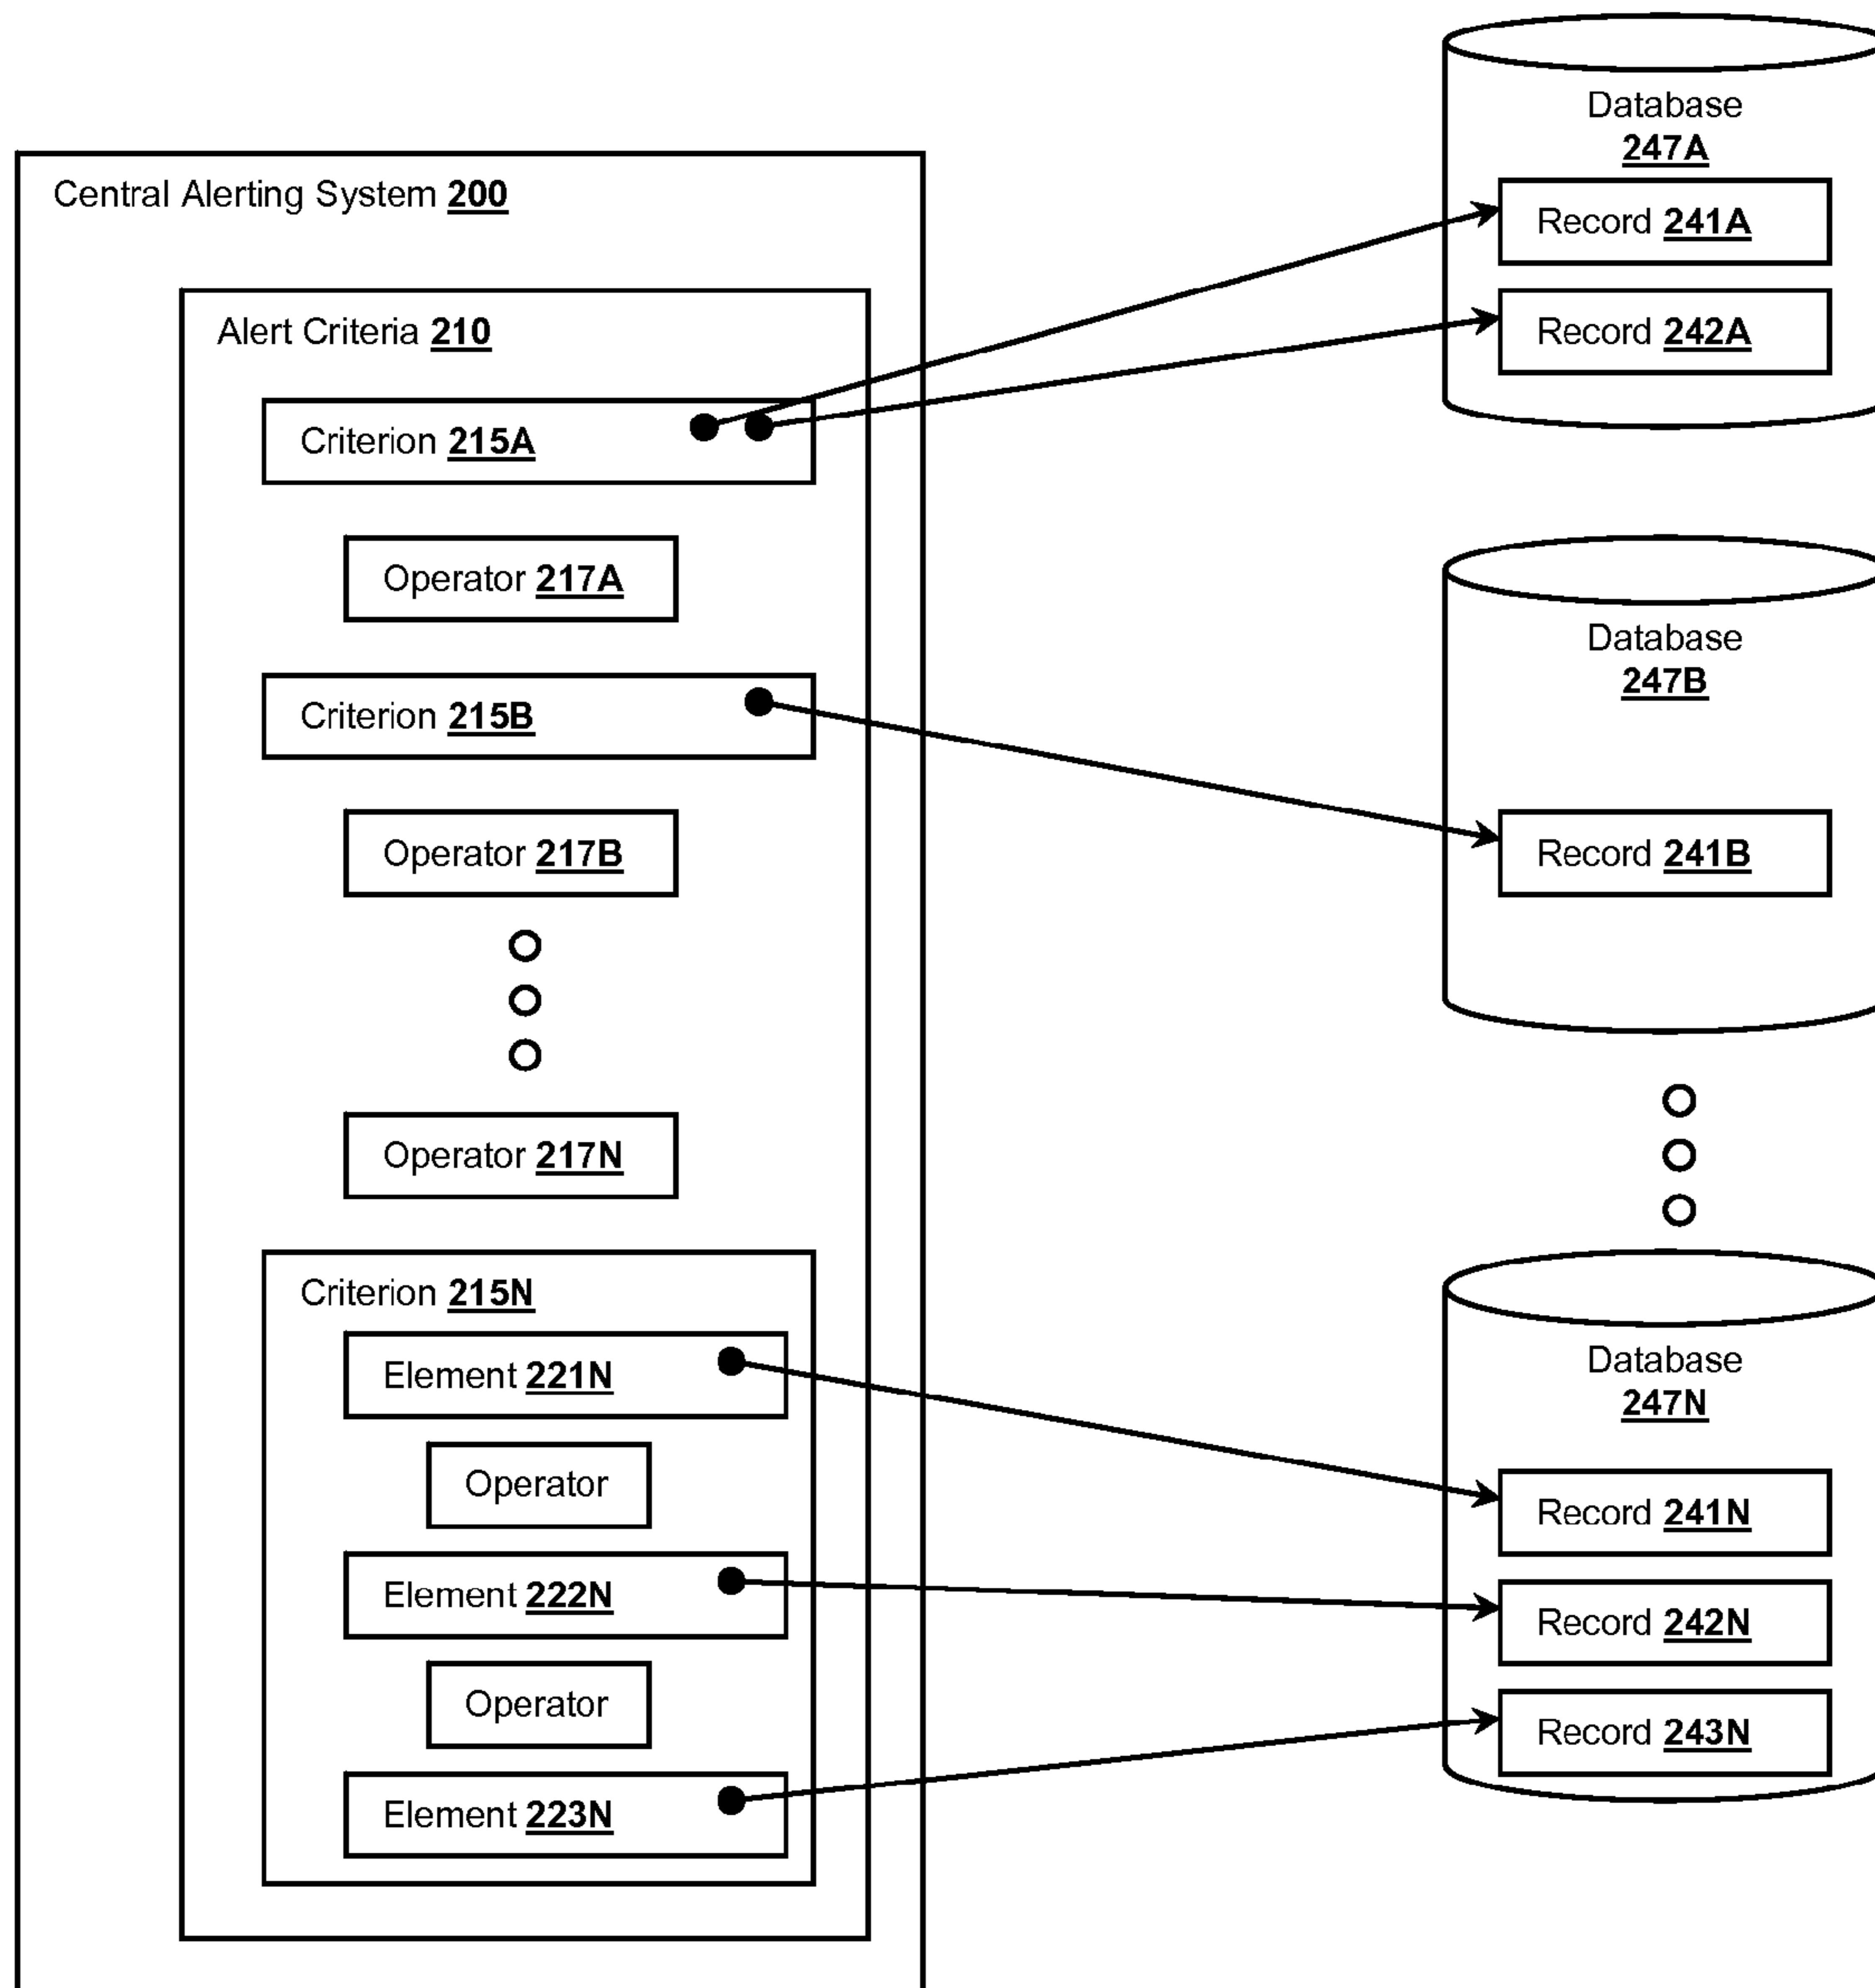 Central Alerting System 200
Alert Criteria 210
Criterion 215A
Operator 217A
Criterion 215B
Operator 217B
Operator 217N
Criterion 215N
Element 221N
Operator
Element 222N
Operator
Element 223N
Database
247A
Record 241A
Record 242A
Database
247B
Record 241B
Database
247N
Record 241N
Record 242N
Record 243N